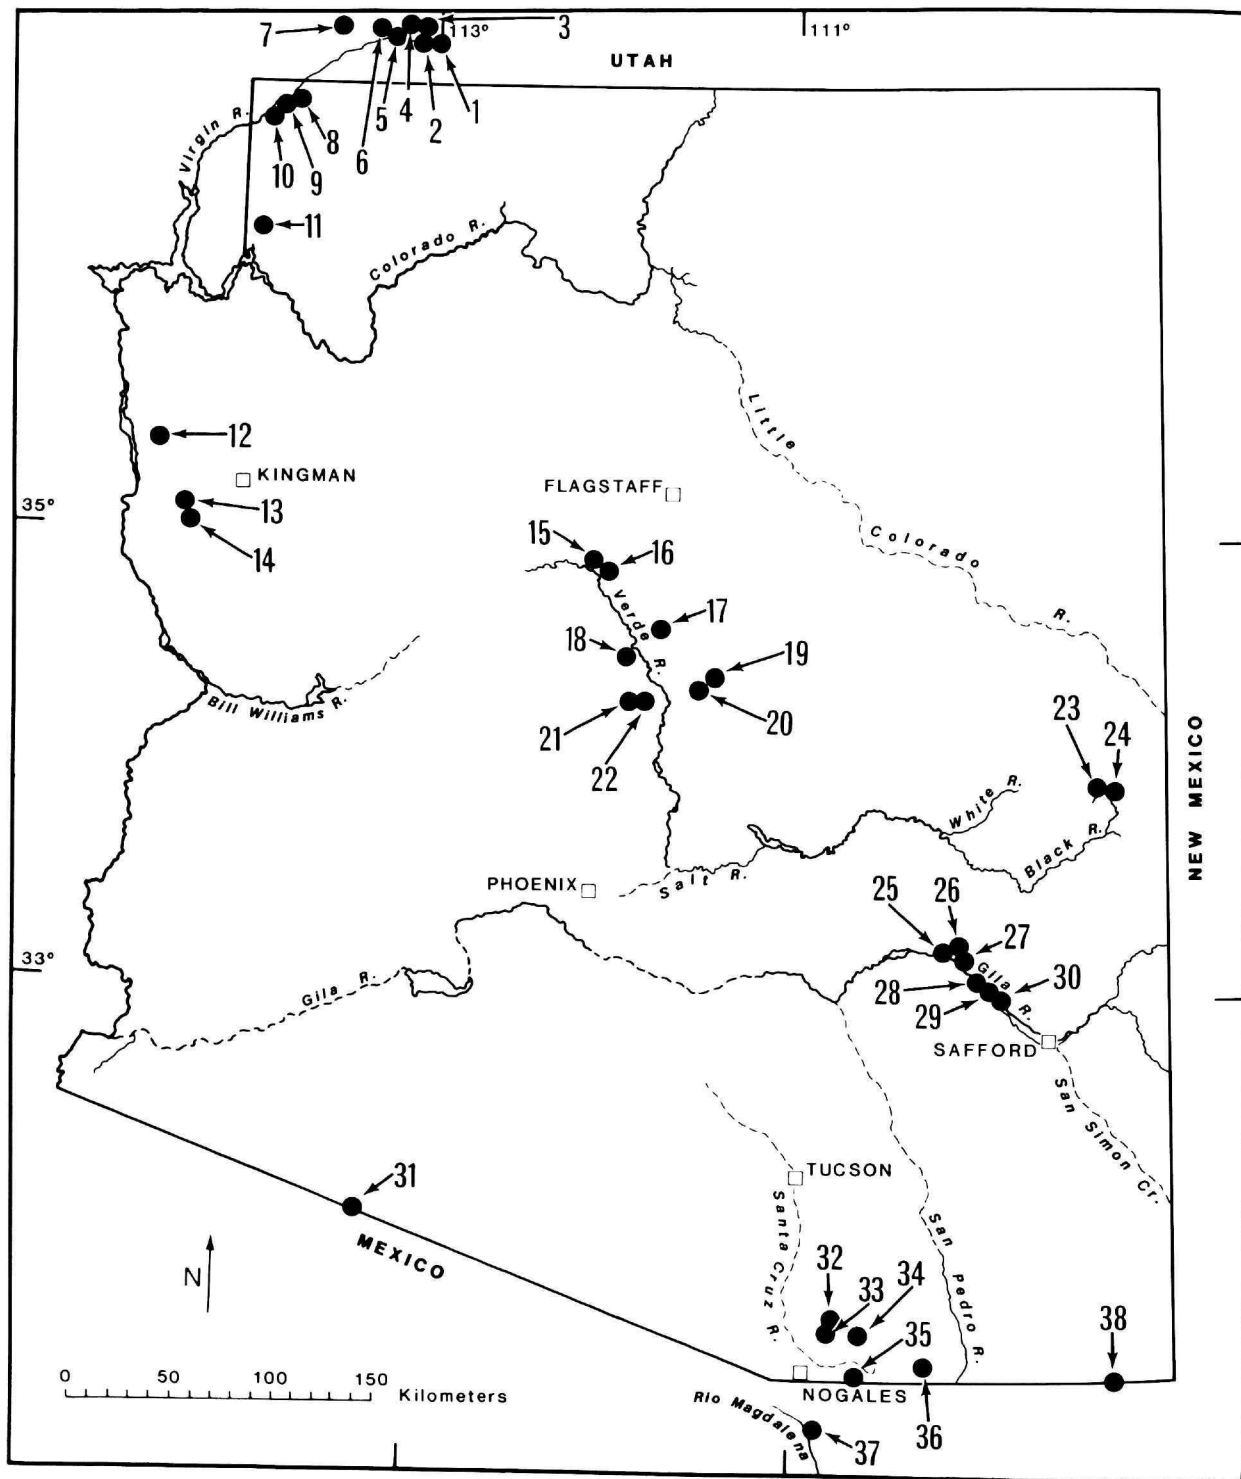 7
3
113°
111°
UTAH
6
5
4
2
1
Virgin R.
10
9
8
11
Colorado R.
Little
Colorado
R.
12
KINGMAN
13
14
35°
FLAGSTAFF
15
16
Verde R.
17
18
19
20
21
22
Bill Williams R.
23
24
NEW MEXICO
White R.
Black R.
Salt R.
PHOENIX
25
26
27
Gila R.
28
29
30
33°
Gila R.
SAFFORD
San Simon Cr.
TUCSON
Santa Cruz R.
San Pedro R.
31
MEXICO
N
32
33
34
35
36
38
NOGALES
Rio Magdalena
37
0 50 100 150
Kilometers